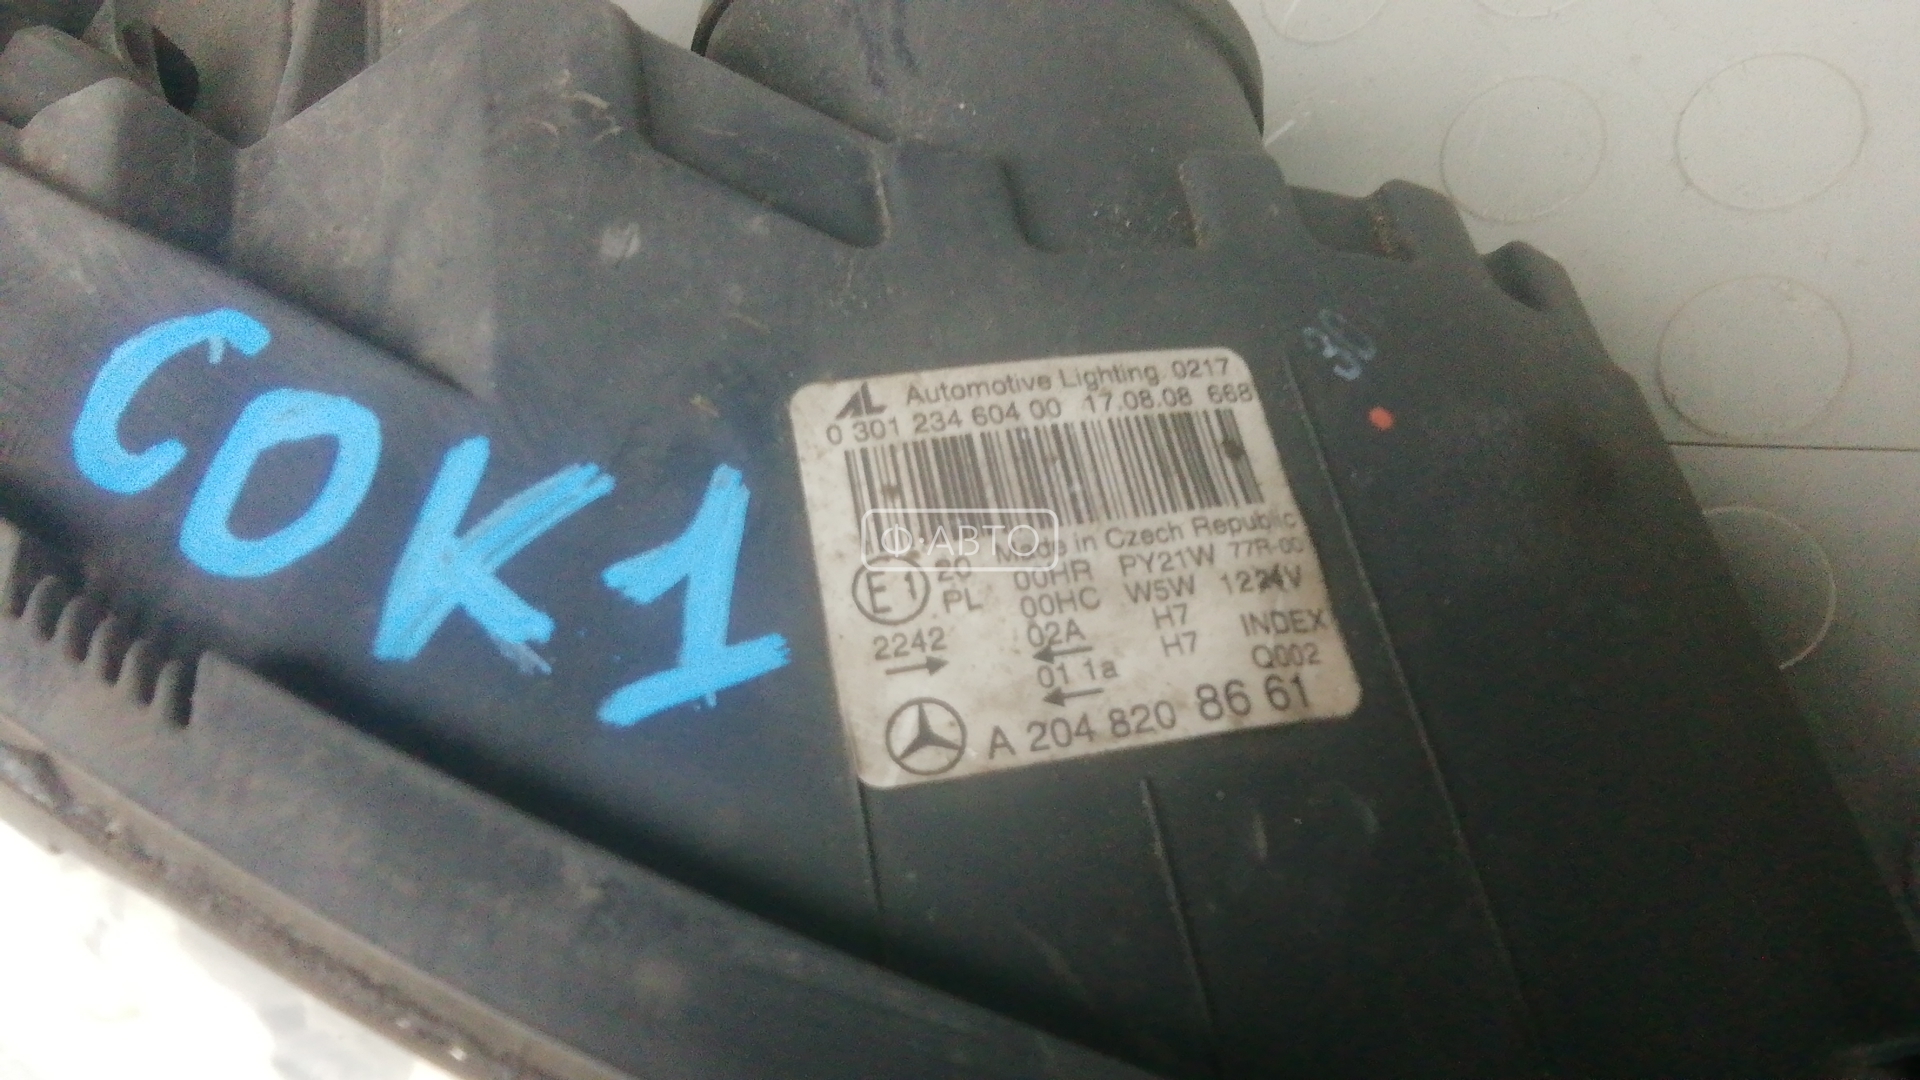 COK1
30
AL Automotive Lighting 0217
0 301 234 604 00 17.08.08 668
Ф·АВТО
Made in Czech Republic
E1 20 00HR PY21W 77R-00
PL 00HC W5W 12V
2242 02A H7 INDEX
01 1a H7 Q002
A 204 820 86 61